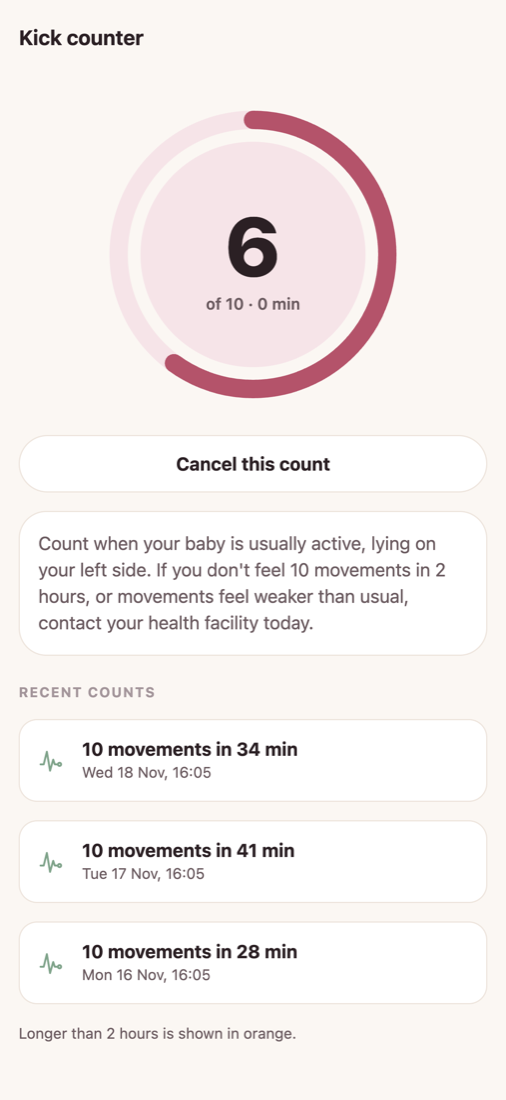 Kick counter
6
of 10 · 0 min
Cancel this count
Count when your baby is usually active, lying on
your left side. If you don't feel 10 movements in 2
hours, or movements feel weaker than usual,
contact your health facility today.
RECENT COUNTS
10 movements in 34 min
Wed 18 Nov, 16:05
10 movements in 41 min
Tue 17 Nov, 16:05
10 movements in 28 min
Mon 16 Nov, 16:05
Longer than 2 hours is shown in orange.